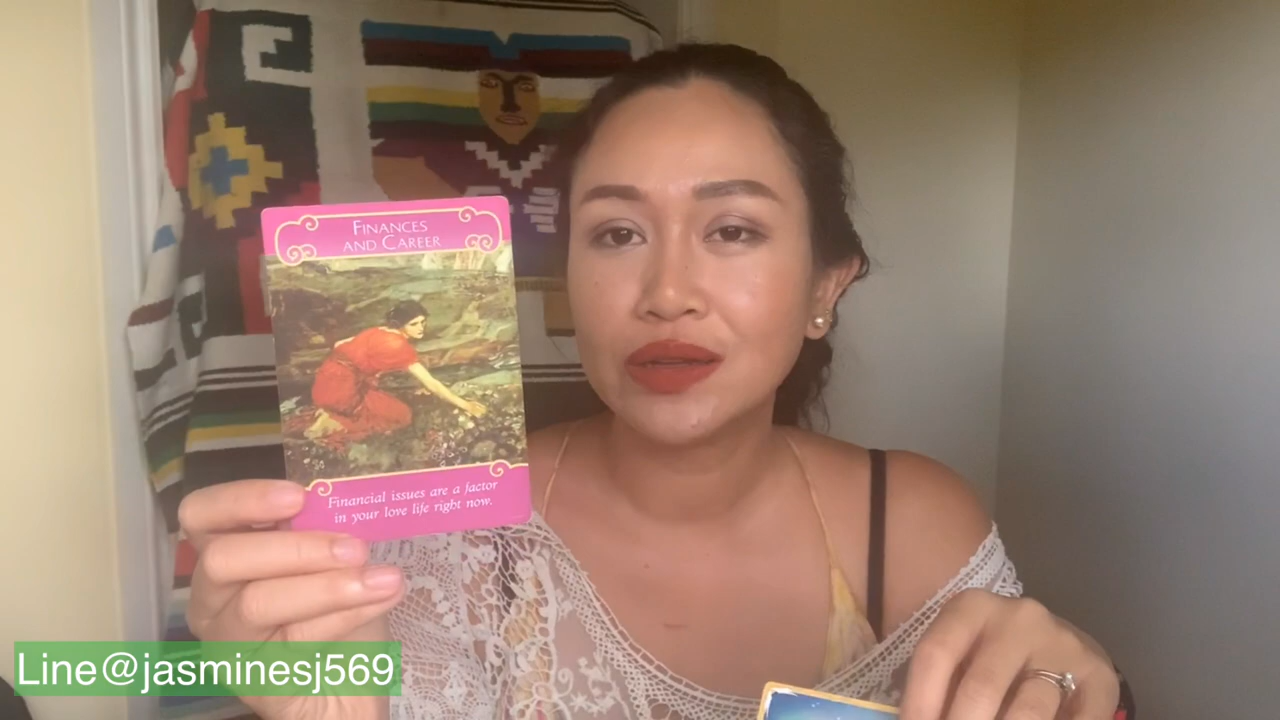 FINANCES
AND CAREER
Financial issues are a factor
in your love life right now.
Line@jasminesj569